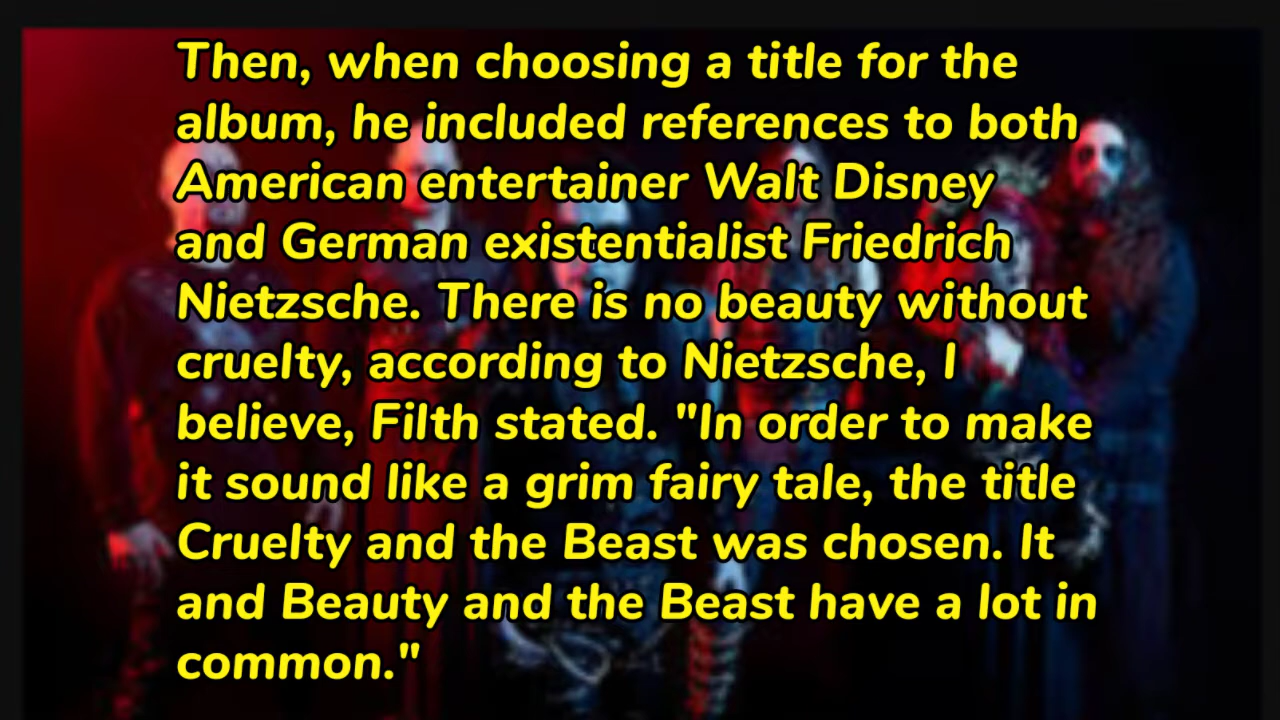 Then, when choosing a title for the
album, he included references to both
American entertainer Walt Disney
and German existentialist Friedrich
Nietzsche. There is no beauty without
cruelty, according to Nietzsche, I
believe, Filth stated. "In order to make
it sound like a grim fairy tale, the title
Cruelty and the Beast was chosen. It
and Beauty and the Beast have a lot in
common."